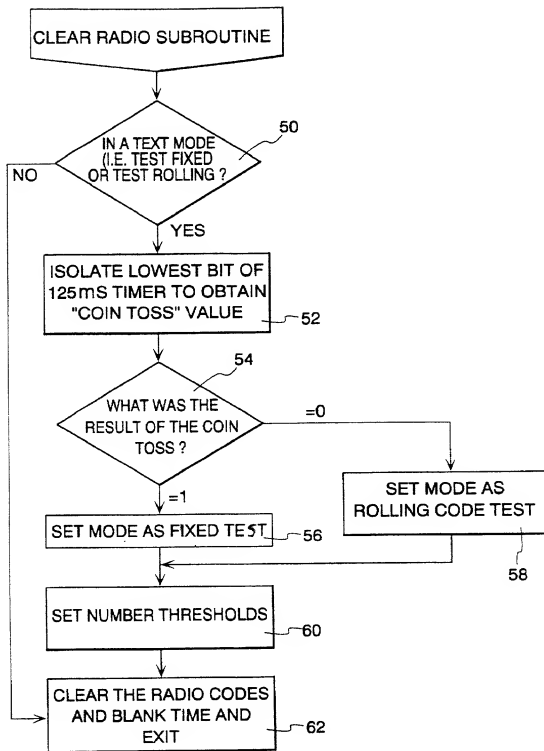 CLEAR RADIO SUBROUTINE
50
IN A TEXT MODE
(I.E. TEST FIXED
OR TEST ROLLING ?
NO
YES
ISOLATE LOWEST BIT OF
125mS TIMER TO OBTAIN
"COIN TOSS" VALUE
52
54
WHAT WAS THE
RESULT OF THE COIN
TOSS ?
=0
=1
SET MODE AS FIXED TEST
56
SET MODE AS
ROLLING CODE TEST
58
SET NUMBER THRESHOLDS
60
CLEAR THE RADIO CODES
AND BLANK TIME AND
EXIT
62